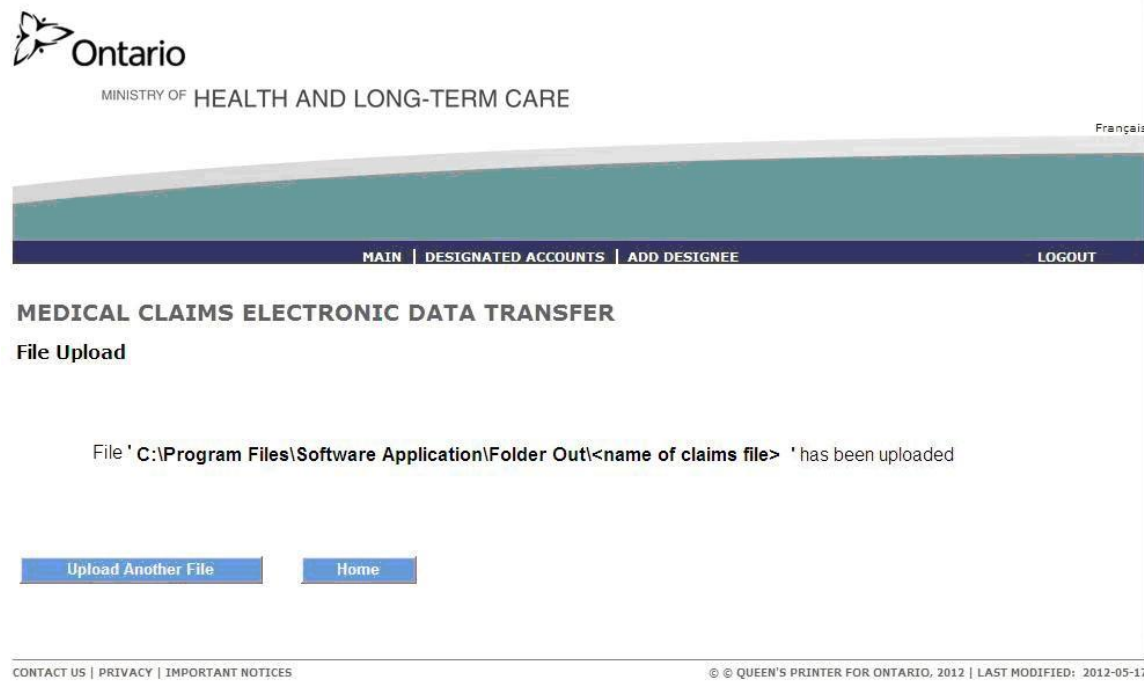 Ontario
MINISTRY OF HEALTH AND LONG-TERM CARE
Français
MAIN | DESIGNATED ACCOUNTS | ADD DESIGNEE LOGOUT
MEDICAL CLAIMS ELECTRONIC DATA TRANSFER
File Upload
File ' C:\Program Files\Software Application\Folder Out\<name of claims file> ' has been uploaded
Upload Another File Home
CONTACT US | PRIVACY | IMPORTANT NOTICES © © QUEEN'S PRINTER FOR ONTARIO, 2012 | LAST MODIFIED: 2012-05-17